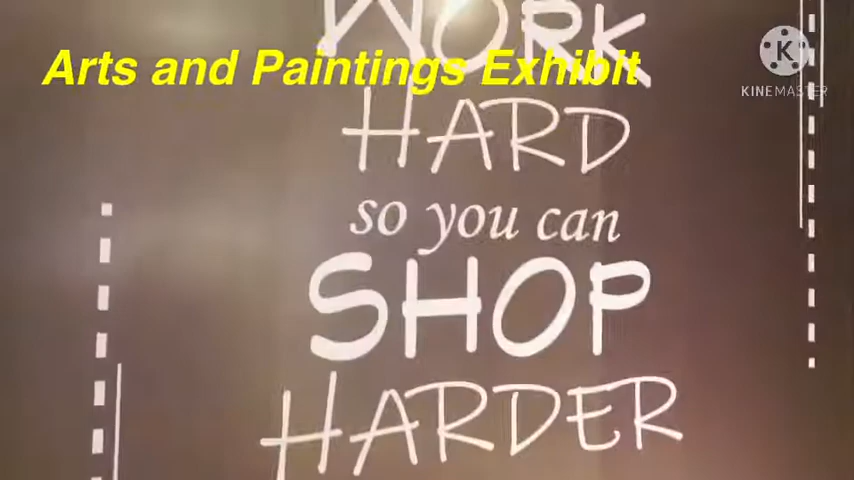 WORK
Arts and Paintings Exhibit
K
KINEMASTER
HARD
so you can
SHOP
HARDER